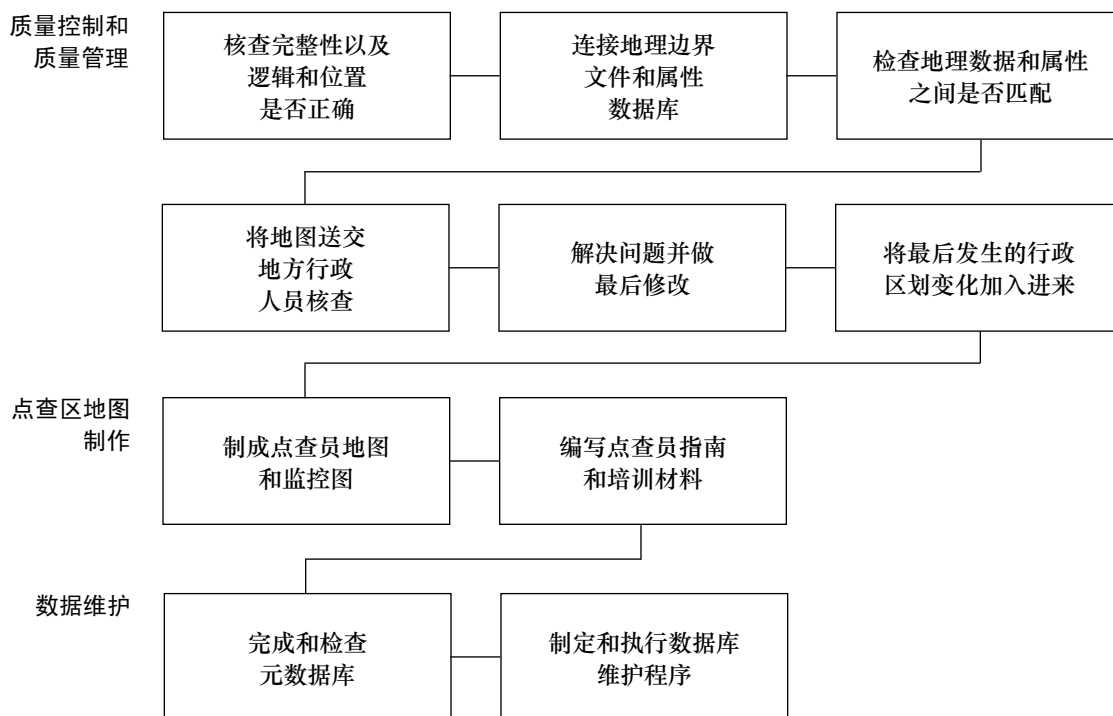 质量控制和
质量管理
核查完整性以及
逻辑和位置
是否正确
连接地理边界
文件和属性
数据库
检查地理数据和属性
之间是否匹配
将地图送交
地方行政
人员核查
解决问题并做
最后修改
将最后发生的行政
区划变化加入进来
点查区地图
制作
制成点查员地图
和监控图
编写点查员指南
和培训材料
数据维护
完成和检查
元数据库
制定和执行数据库
维护程序